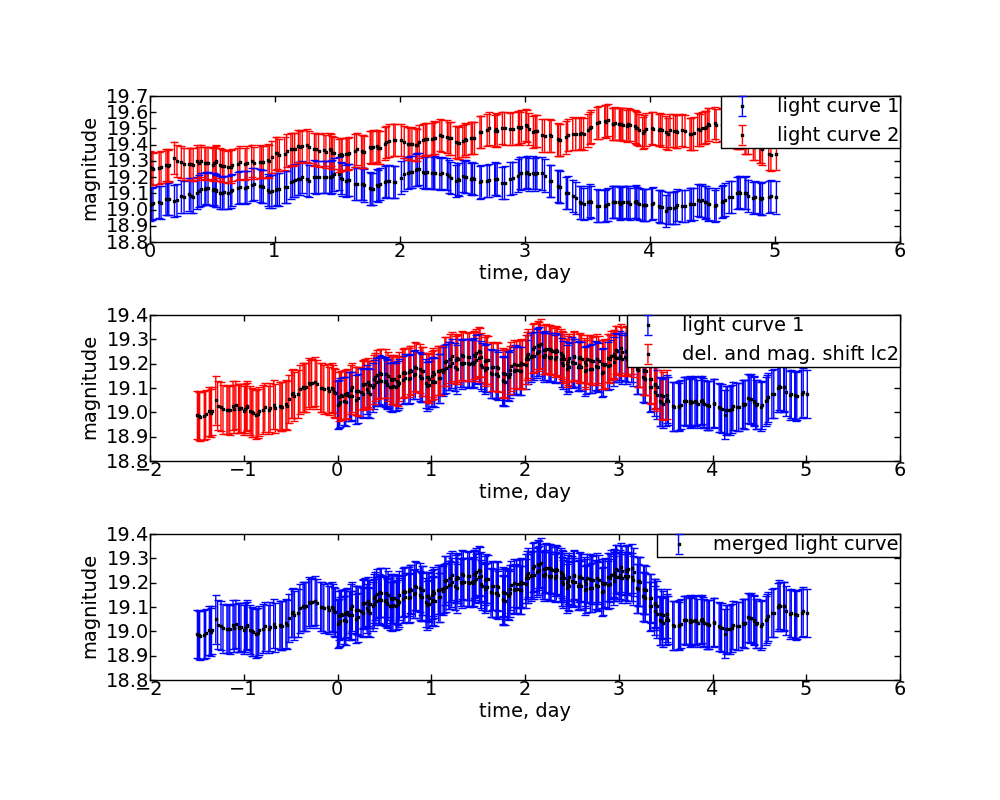 19.7
19.6
19.5
19.4
19.3
19.2
19.1
19.0
18.9
18.8
magnitude
light curve 1
light curve 2
0 1 2 3 4 5 6
time, day
19.4
19.3
19.2
19.1
19.0
18.9
18.8
magnitude
light curve 1
del. and mag. shift lc2
−2 −1 0 1 2 3 4 5 6
time, day
19.4
19.3
19.2
19.1
19.0
18.9
18.8
magnitude
merged light curve
−2 −1 0 1 2 3 4 5 6
time, day